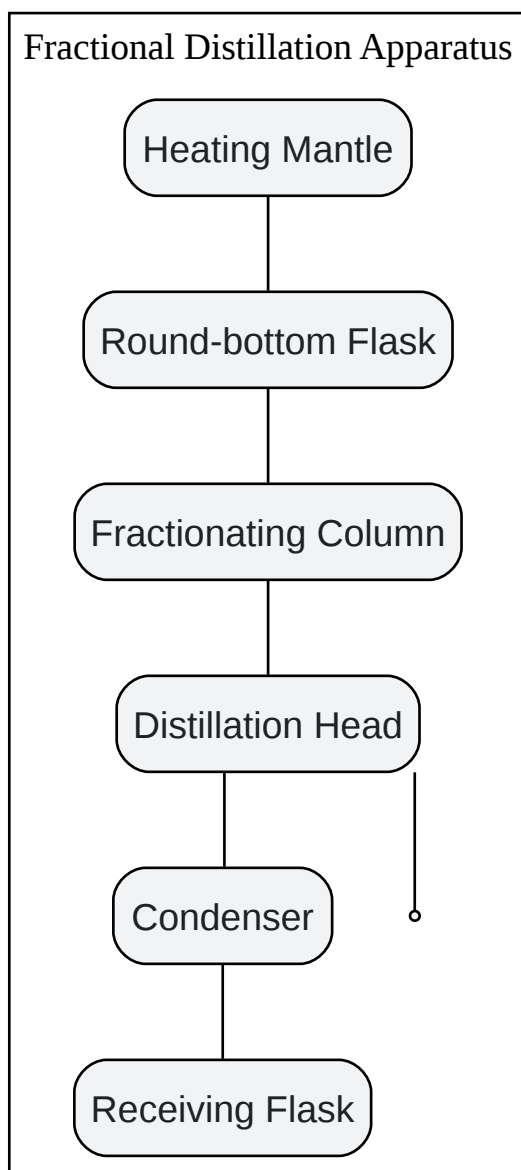 Fractional Distillation Apparatus
Heating Mantle
Round-bottom Flask
Fractionating Column
Distillation Head
Condenser
Receiving Flask